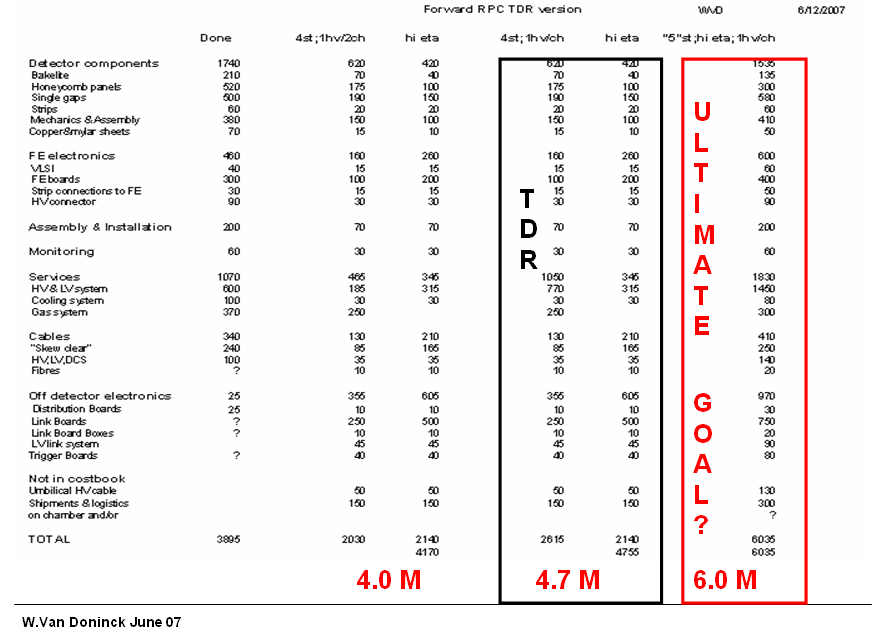 Forward RPC TDR version WVD 6/12/2007
Done 4st;1hv/2ch hi eta 4st;1hv/ch hi eta "5"st;hi eta;1hv/ch
Detector components 1740 620 420 620 420 1535
Bakelite 210 70 40 70 40 135
Honeycomb panels 520 175 100 175 100 300
Single gaps 500 190 150 190 150 580
Strips 60 20 20 20 20 60
Mechanics & Assembly 380 150 100 150 100 410
Copper&mylar sheets 70 15 10 15 10 50
FE electronics 460 160 260 160 260 600
VLSI 40 15 15 15 15 60
FE boards 300 100 200 100 200 400
Strip connections to FE 30 15 15 15 15 50
HV connector 90 30 30 30 30 90
Assembly & Installation 200 70 70 70 70 200
Monitoring 60 30 30 30 30 60
Services 1070 465 345 1050 345 1830
HV & LV system 600 185 315 770 315 1450
Cooling system 100 30 30 30 30 80
Gas system 370 250 250 300
Cables 340 130 210 130 210 410
"Skew clear" 240 85 165 85 165 250
HV,LV,DCS 100 35 35 35 35 140
Fibres ? 10 10 10 10 20
Off detector electronics 25 355 605 355 605 970
Distribution Boards 25 10 10 10 10 30
Link Boards ? 250 500 250 500 750
Link Board Boxes ? 10 10 10 10 20
LV link system 45 45 45 45 90
Trigger Boards ? 40 40 40 40 80
Not in costbook
Umbilical HV cable 50 50 50 50 130
Shipments & logistics 150 150 150 150 300
on chamber and/or ?
TOTAL 3895 2030 2140 2615 2140 6035
4170 4755 6035
TDR
ULTIMATE GOAL?
4.0 M 4.7 M 6.0 M
W.Van Doninck June 07